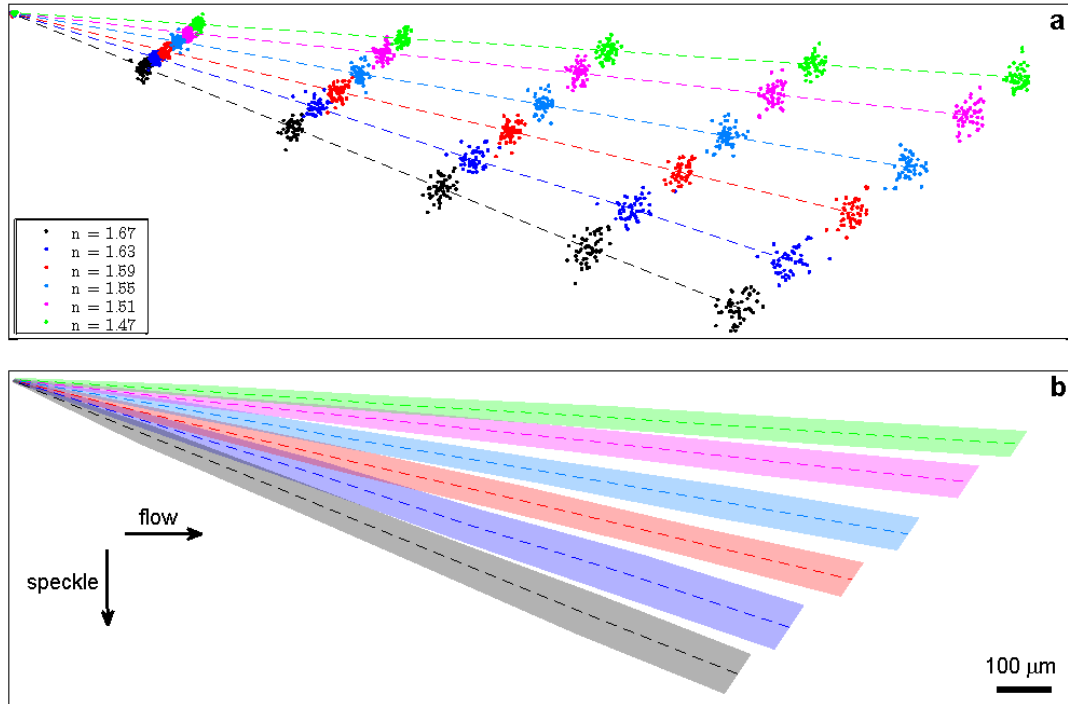 a
n = 1.67
n = 1.63
n = 1.59
n = 1.55
n = 1.51
n = 1.47
b
flow
speckle
100 μm